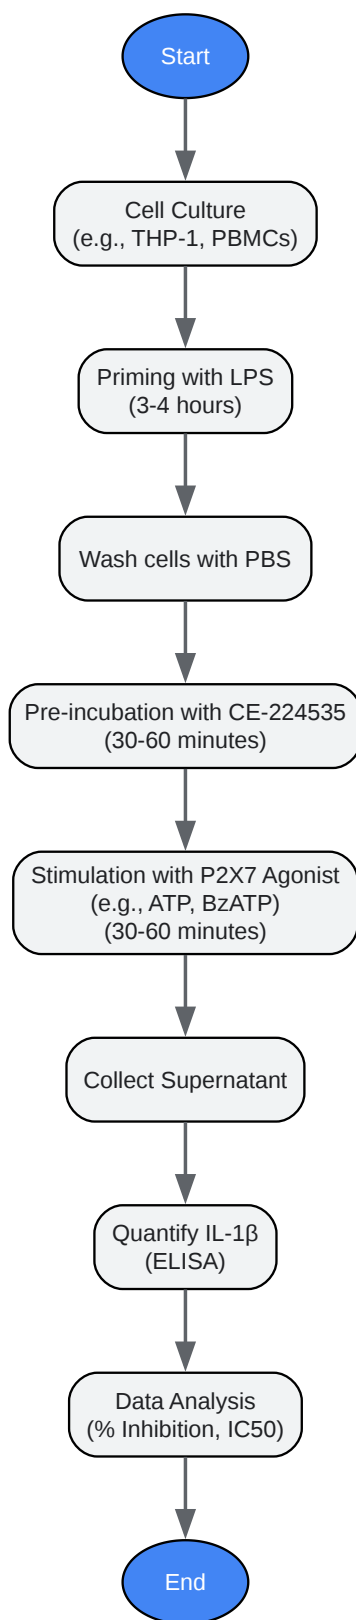 Start
Cell Culture
(e.g., THP-1, PBMCs)
Priming with LPS
(3-4 hours)
Wash cells with PBS
Pre-incubation with CE-224535
(30-60 minutes)
Stimulation with P2X7 Agonist
(e.g., ATP, BzATP)
(30-60 minutes)
Collect Supernatant
Quantify IL-1β
(ELISA)
Data Analysis
(% Inhibition, IC50)
End